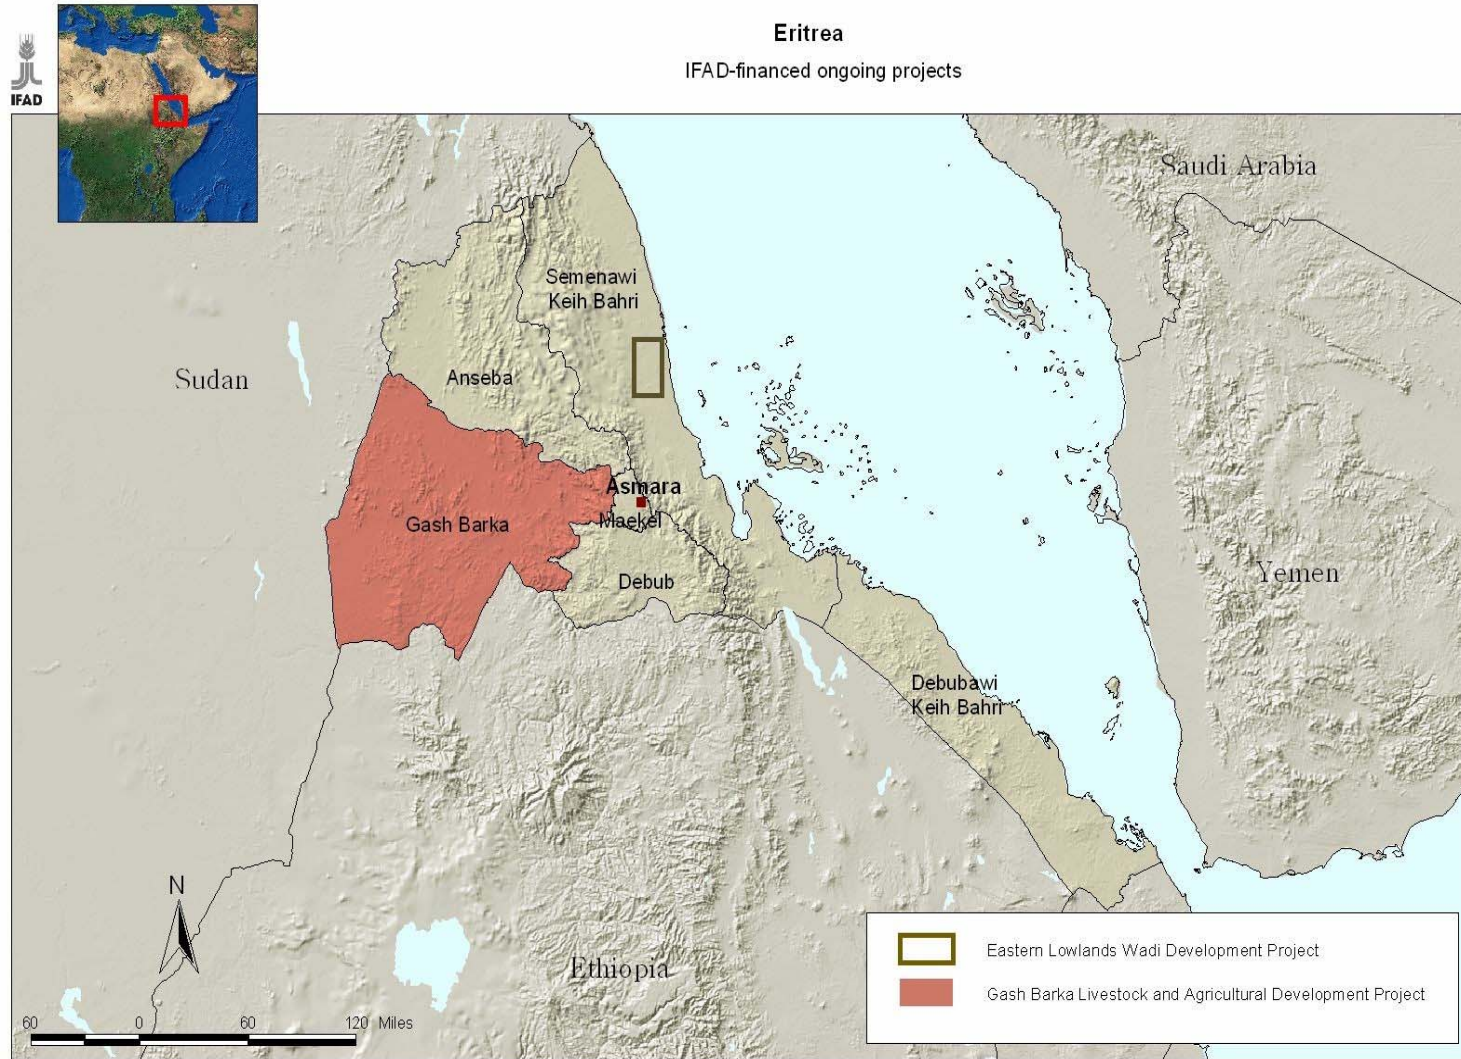 Eritrea
IFAD-financed ongoing projects
IFAD
Saudi Arabia
Semenawi
Keih Bahri
Sudan
Anseba
Asmara
Gash Barka
Maekel
Debub
Yemen
Debubawi
Keih Bahri
N
Ethiopia
Eastern Lowlands Wadi Development Project
Gash Barka Livestock and Agricultural Development Project
60 0 60 120 Miles